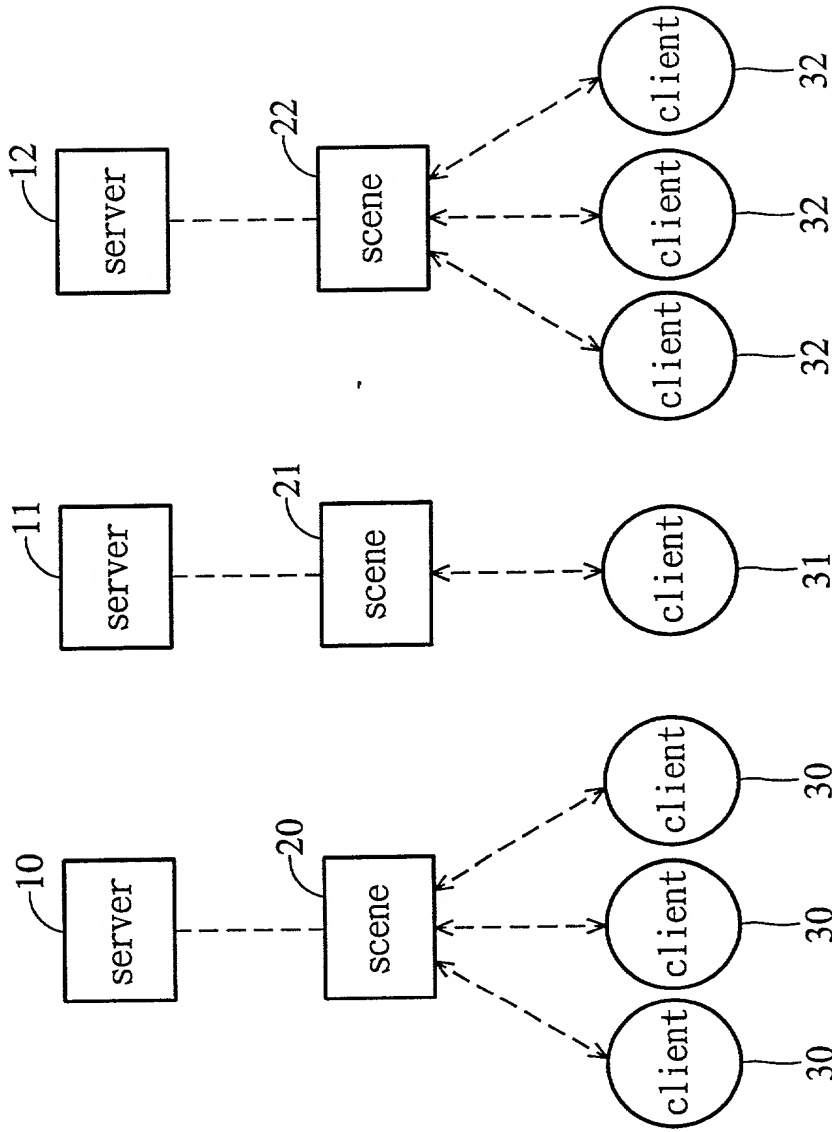 10
server
20
scene
client
client
client
30
30
30
11
server
21
scene
client
31
12
server
22
scene
client
client
client
32
32
32